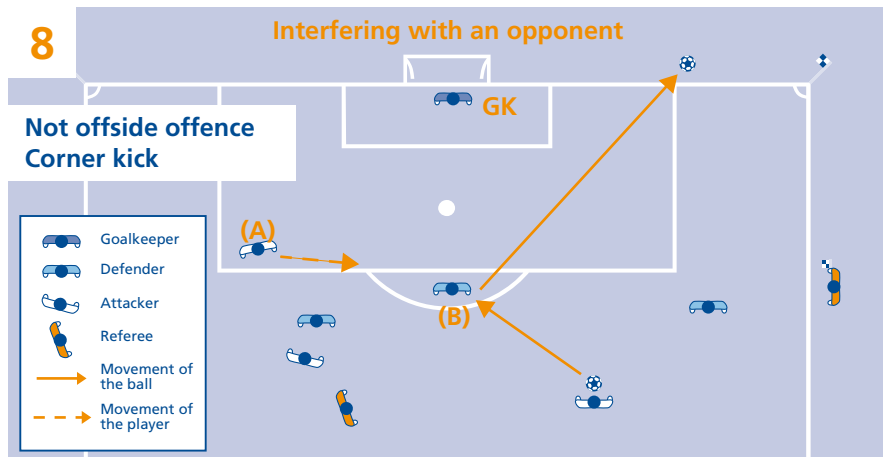 8
Interfering with an opponent
GK
Not offside offence
Corner kick
(A)
(B)
Goalkeeper
Defender
Attacker
Referee
Movement of
the ball
Movement of
the player